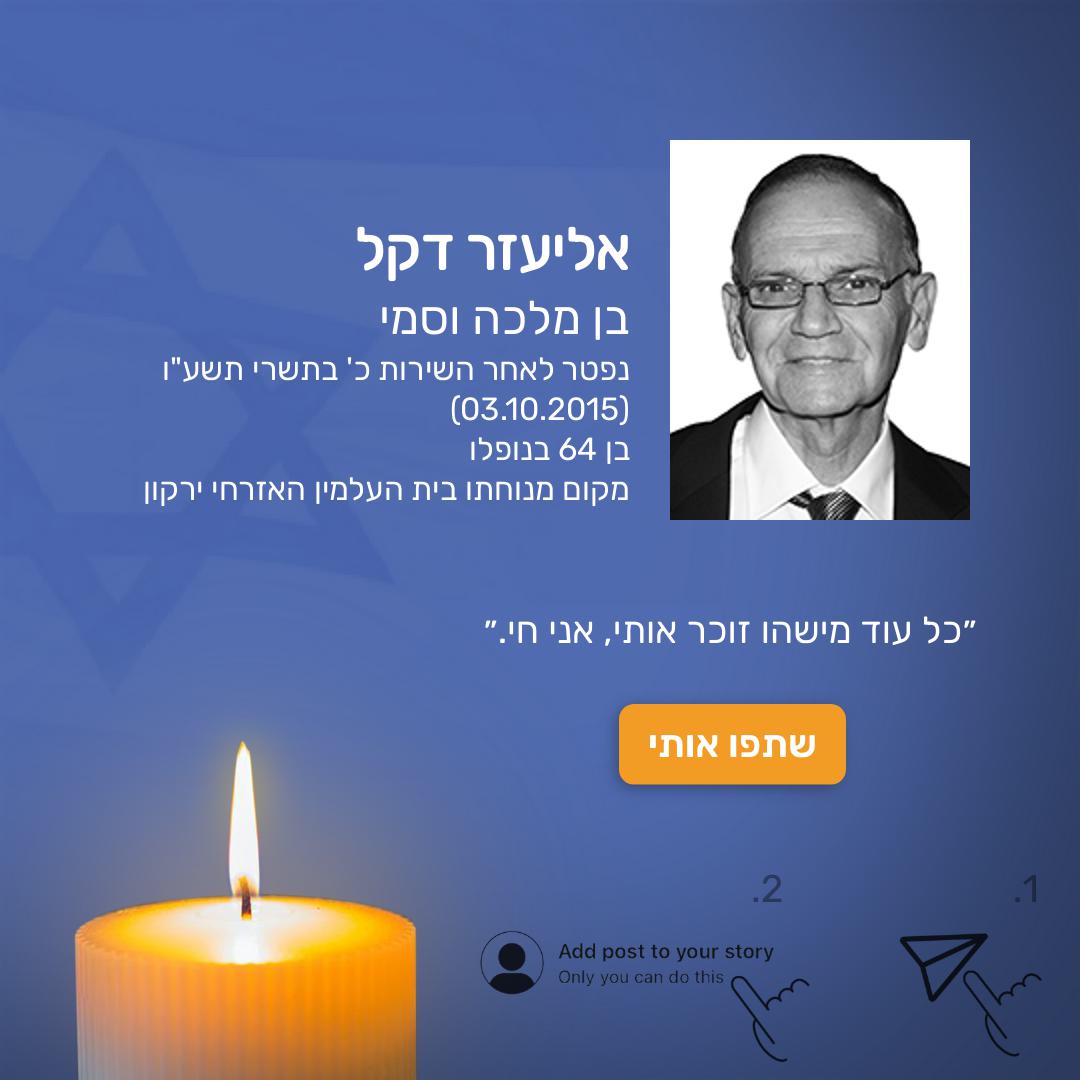 אליעזר דקל
בן מלכה וסמי
נפטר לאחר השירות כ' בתשרי תשע"ו
(03.10.2015)
בן 64 בנופלו
מקום מנוחתו בית העלמין האזרחי ירקון
״כל עוד מישהו זוכר אותי, אני חי.״
שתפו אותי
1.
2.
Add post to your story
Only you can do this